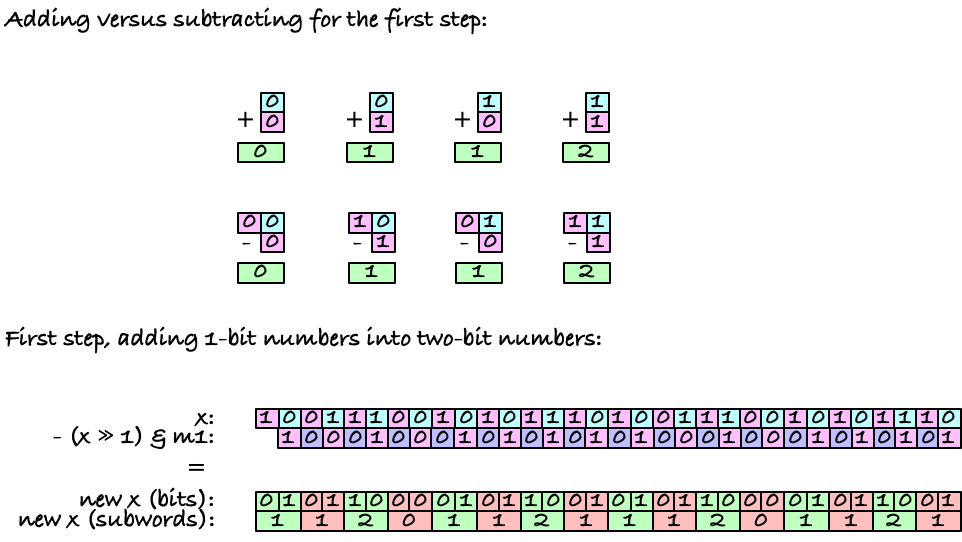 Adding versus subtracting for the first step:
0 0 1 1
+ 0 + 1 + 0 + 1
0 1 1 2
0 0 1 0 0 1 1 1
- 0 - 1 - 0 - 1
0 1 1 2
First step, adding 1-bit numbers into two-bit numbers:
x: 1 0 0 1 1 1 0 0 1 0 1 0 1 1 1 0 1 0 0 1 1 1 0 0 1 0 1 0 1 1 1 0
- (x ≫ 1) & m1: 1 0 0 0 1 0 0 0 1 0 1 0 1 0 1 0 1 0 0 0 1 0 0 0 1 0 1 0 1 0 1
=
new x (bits): 0 1 0 1 1 0 0 0 0 1 0 1 1 0 0 1 0 1 0 1 1 0 0 0 0 1 0 1 1 0 0 1
new x (subwords): 1 1 2 0 1 1 2 1 1 1 2 0 1 1 2 1